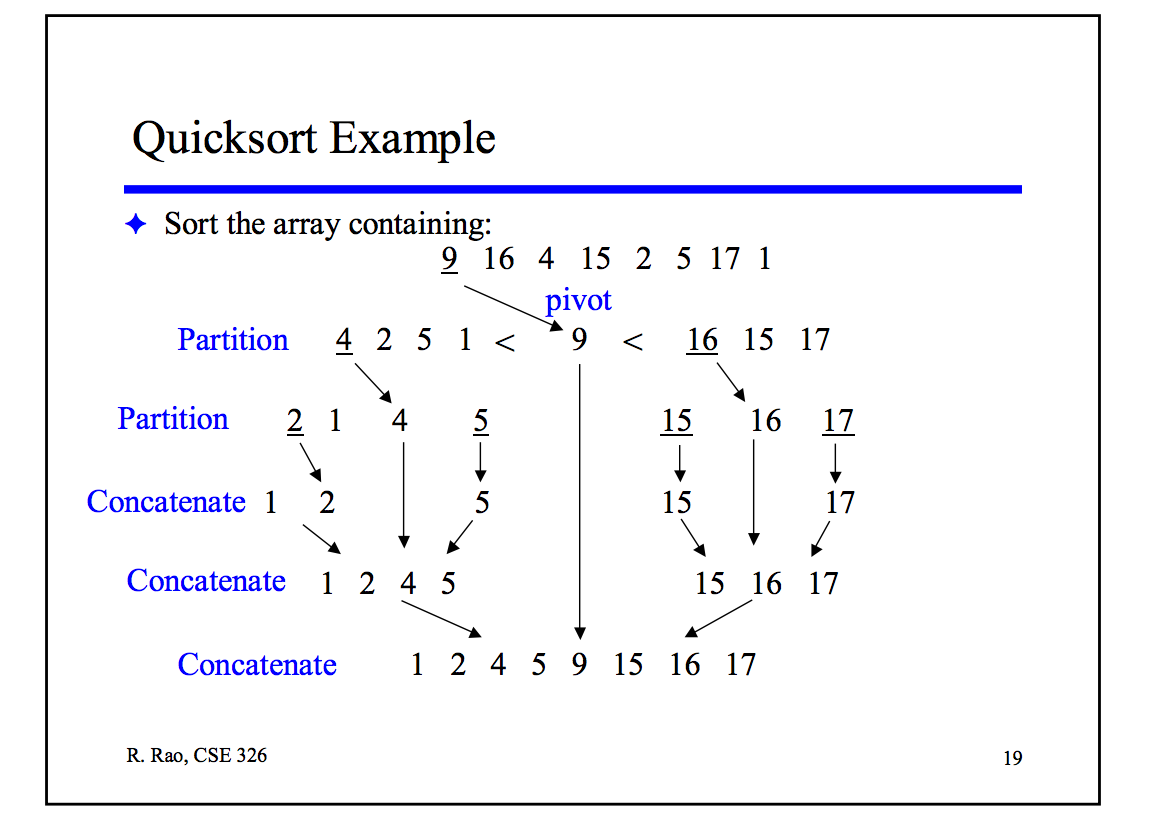 Quicksort Example
Sort the array containing:
9 16 4 15 2 5 17 1
pivot
Partition 4 2 5 1 < 9 < 16 15 17
Partition 2 1 4 5 15 16 17
Concatenate 1 2 5 15 17
Concatenate 1 2 4 5 15 16 17
Concatenate 1 2 4 5 9 15 16 17
R. Rao, CSE 326 19